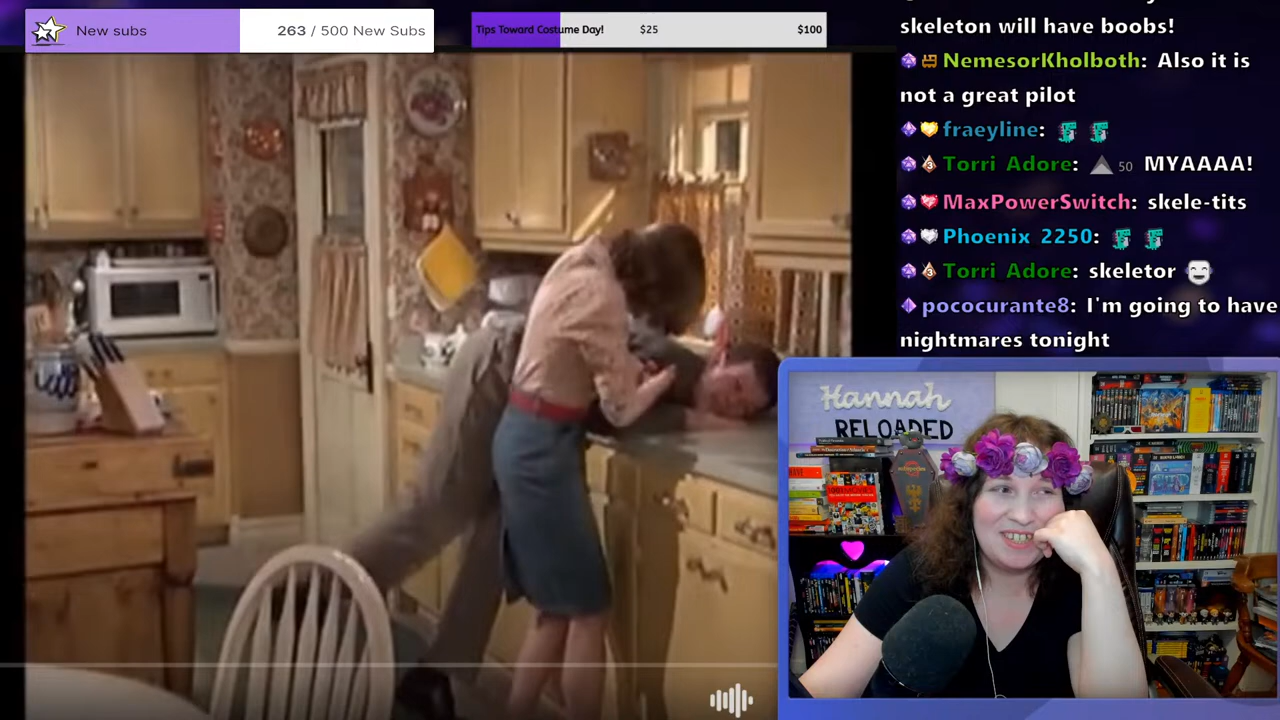 New subs
263 / 500 New Subs
Tips Toward Costume Day!
$25
$100
skeleton will have boobs!
NemesorKholboth: Also it is
not a great pilot
fraeyline:
Torri Adore: 50 MYAAAA!
MaxPowerSwitch: skele-tits
Phoenix 2250:
Torri Adore: skeletor
pococurante8: I'm going to have
nightmares tonight
Hannah
RELOADED